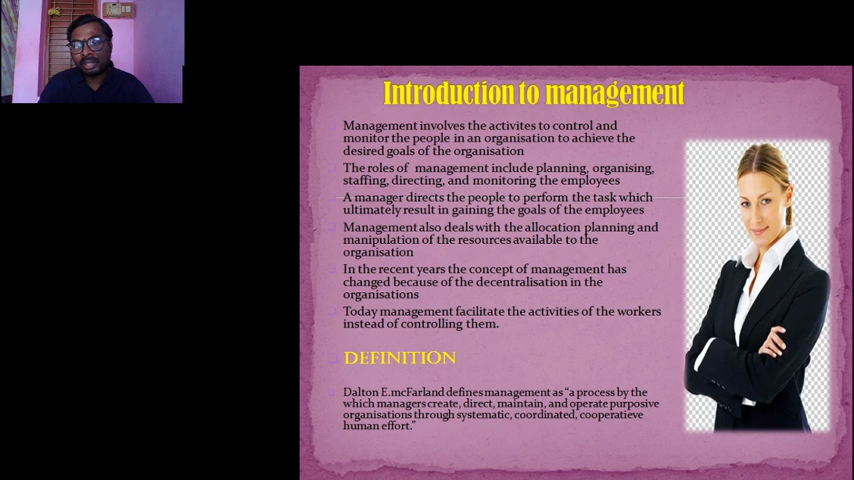 Introduction to management
Management involves the activites to control and
monitor the people in an organisation to achieve the
desired goals of the organisation
The roles of management include planning, organising,
staffing, directing, and monitoring the employees
A manager directs the people to perform the task which
ultimately result in gaining the goals of the employees
Management also deals with the allocation planning and
manipulation of the resources available to the
organisation
In the recent years the concept of management has
changed because of the decentralisation in the
organisations
Today management facilitate the activities of the workers
instead of controlling them.
DEFINITION
Dalton E.mcFarland defines management as “a process by the
which managers create, direct, maintain, and operate purposive
organisations through systematic, coordinated, cooperatieve
human effort.”